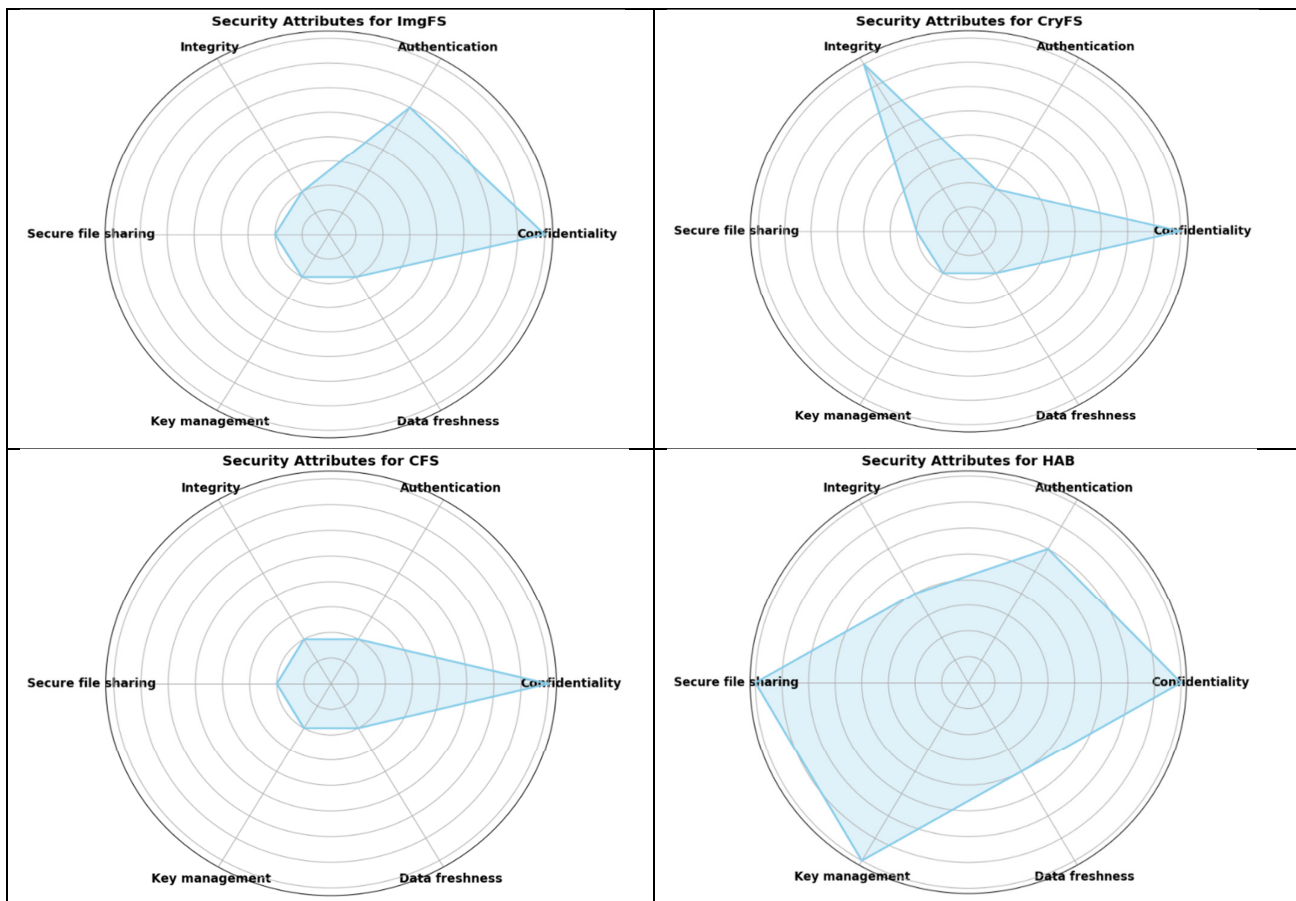 Security Attributes for ImgFS
Integrity
Authentication
Secure file sharing
Confidentiality
Key management
Data freshness
Security Attributes for CryFS
Integrity
Authentication
Secure file sharing
Confidentiality
Key management
Data freshness
Security Attributes for CFS
Integrity
Authentication
Secure file sharing
Confidentiality
Key management
Data freshness
Security Attributes for HAB
Integrity
Authentication
Secure file sharing
Confidentiality
Key management
Data freshness